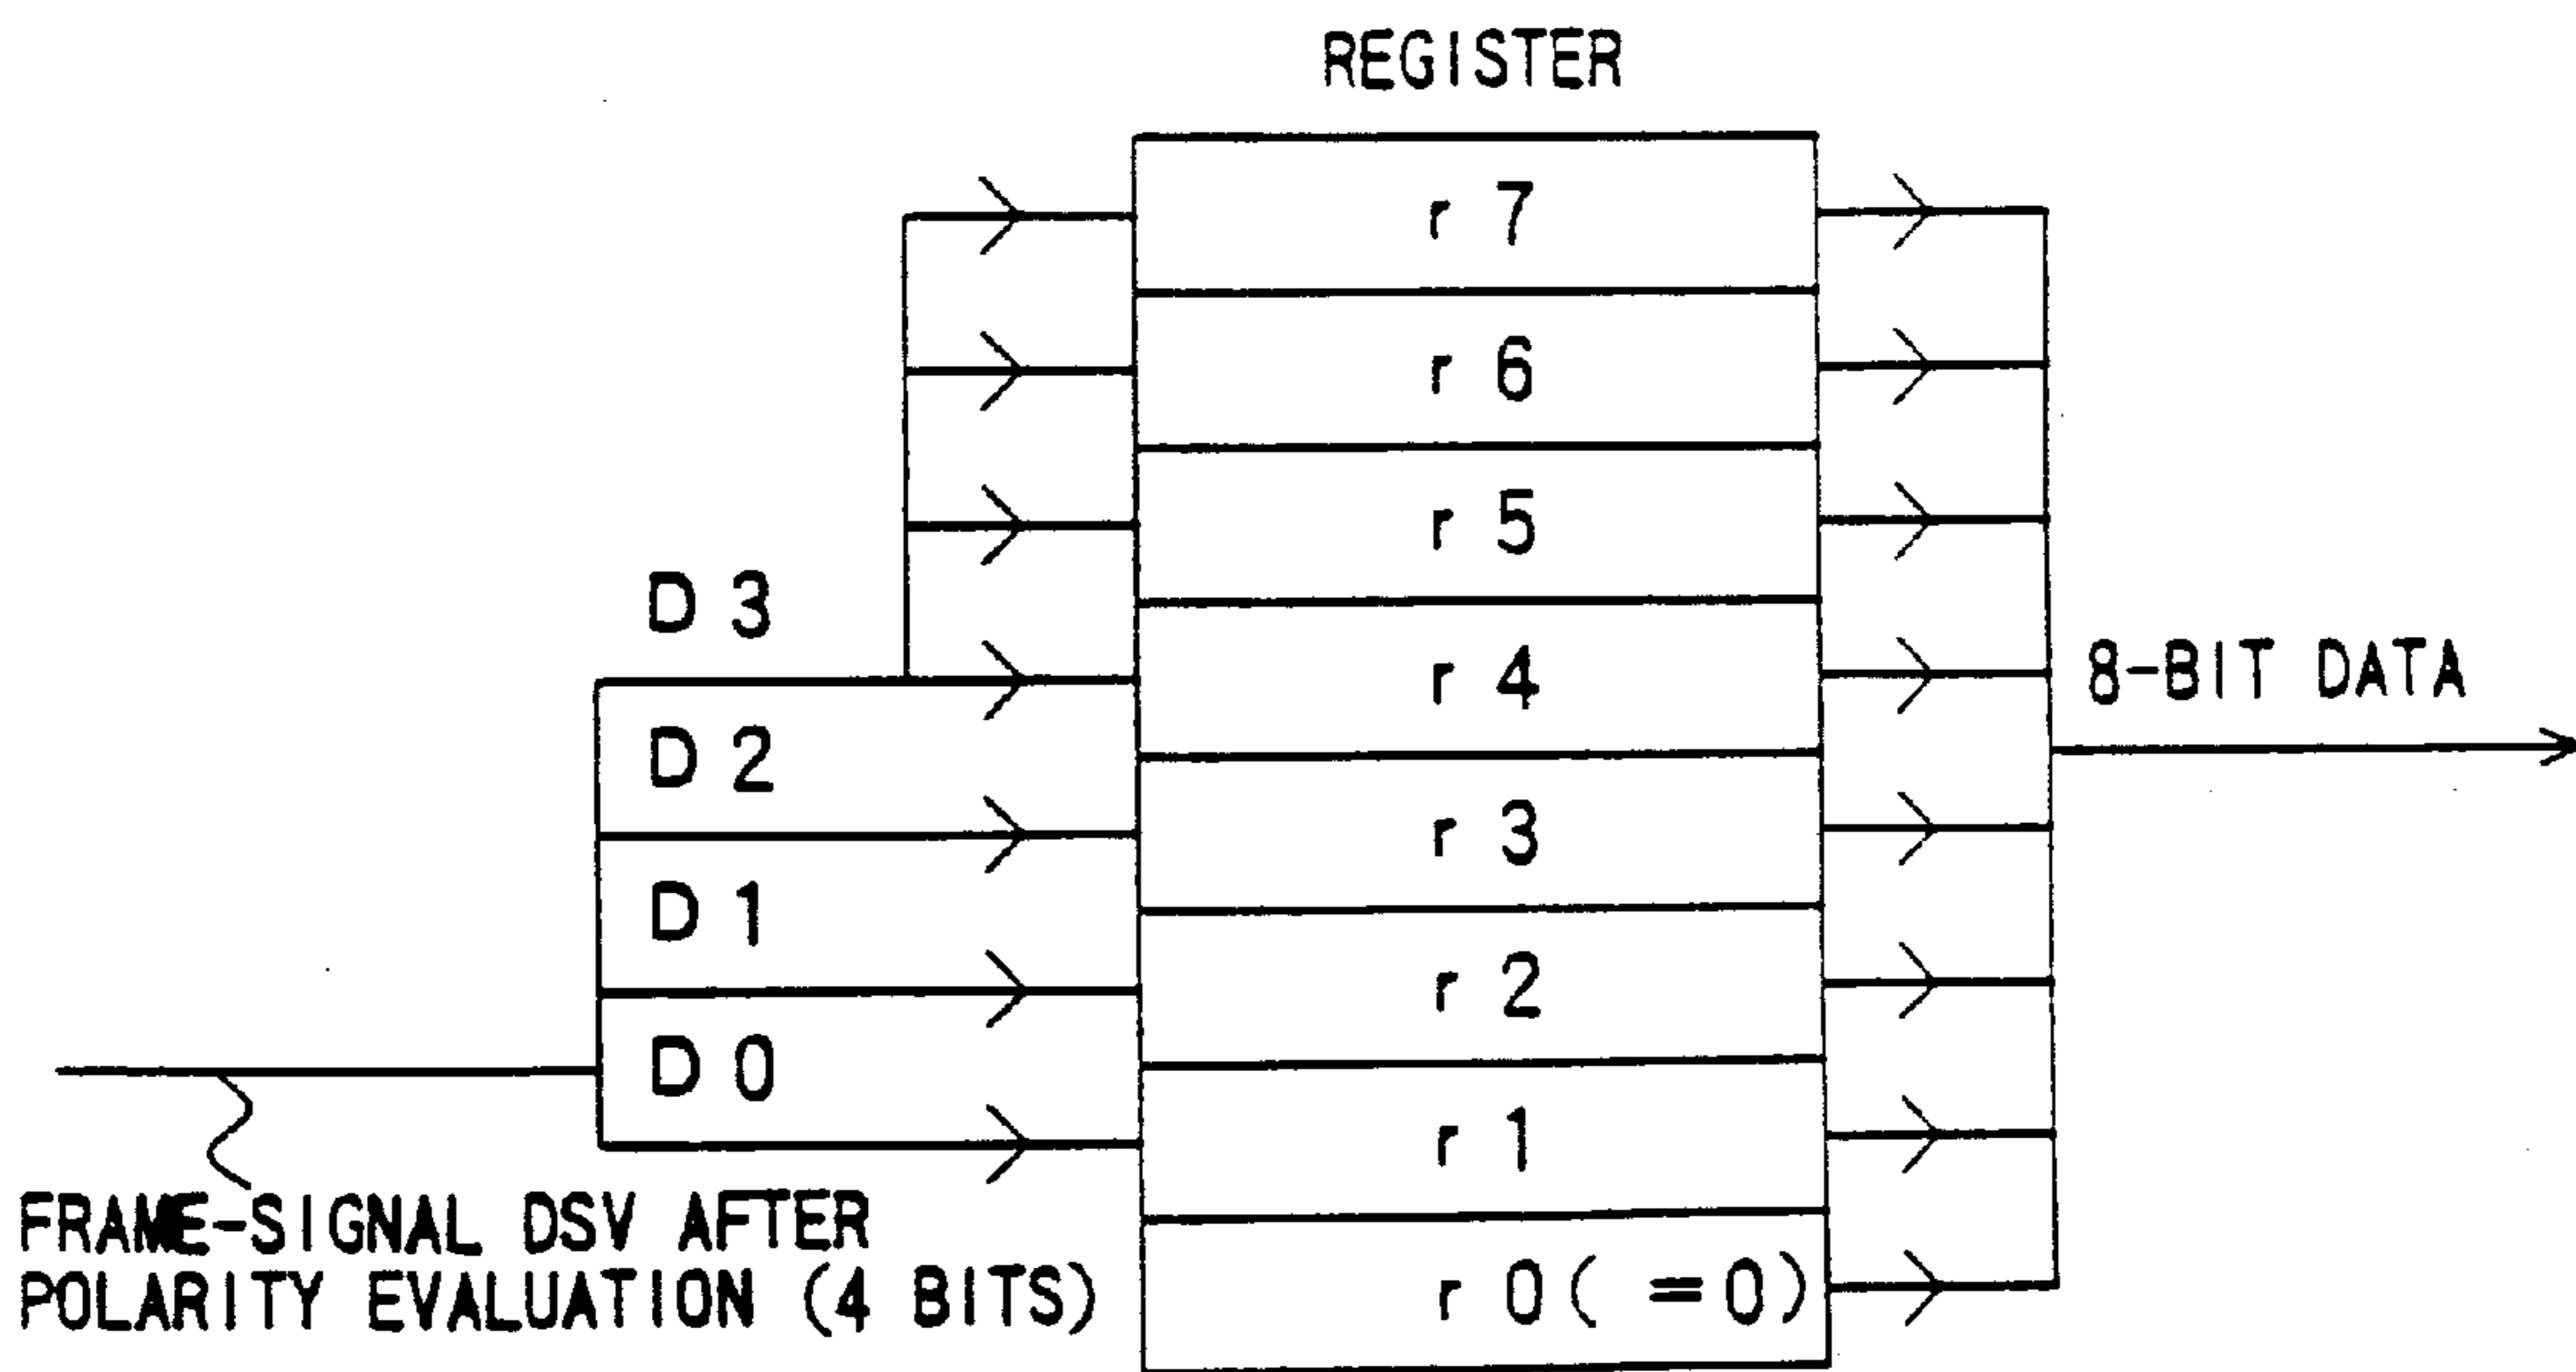 REGISTER
r 7
r 6
r 5
D 3
r 4
8-BIT DATA
D 2
r 3
D 1
r 2
D 0
r 1
FRAME-SIGNAL DSV AFTER
POLARITY EVALUATION (4 BITS)
r 0 ( =0)